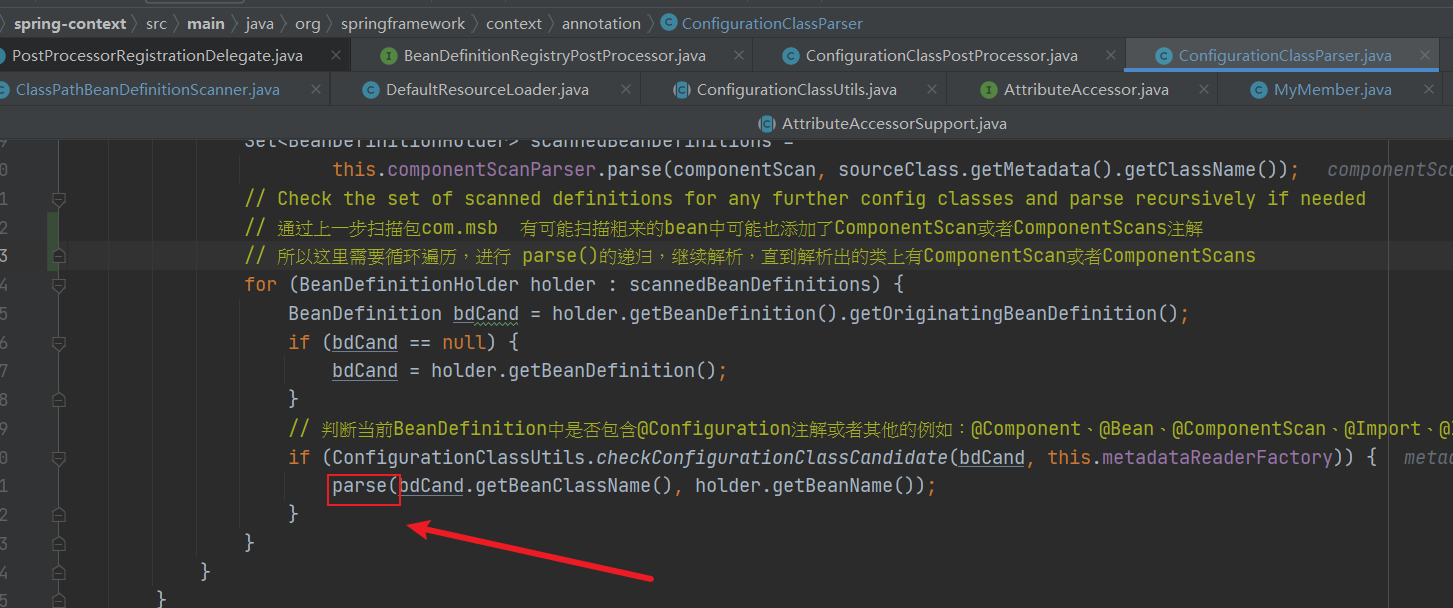 spring-context 〉 src 〉 main 〉 java 〉 org 〉 springframework 〉 context 〉 annotation 〉 ConfigurationClassParser
PostProcessorRegistrationDelegate.java BeanDefinitionRegistryPostProcessor.java ConfigurationClassPostProcessor.java ConfigurationClassParser.java
ClassPathBeanDefinitionScanner.java DefaultResourceLoader.java ConfigurationClassUtils.java AttributeAccessor.java MyMember.java
AttributeAccessorSupport.java
Set<BeanDefinitionHolder> scannedBeanDefinitions =
this.componentScanParser.parse(componentScan, sourceClass.getMetadata().getClassName());
// Check the set of scanned definitions for any further config classes and parse recursively if needed
// 通过上一步扫描包com.msb 有可能扫描粗来的bean中可能也添加了ComponentScan或者ComponentScans注解
// 所以这里需要循环遍历，进行 parse()的递归，继续解析，直到解析出的类上有ComponentScan或者ComponentScans
for (BeanDefinitionHolder holder : scannedBeanDefinitions) {
BeanDefinition bdCand = holder.getBeanDefinition().getOriginatingBeanDefinition();
if (bdCand == null) {
bdCand = holder.getBeanDefinition();
}
// 判断当前BeanDefinition中是否包含@Configuration注解或者其他的例如：@Component、@Bean、@ComponentScan、@Import、
if (ConfigurationClassUtils.checkConfigurationClassCandidate(bdCand, this.metadataReaderFactory)) {
parse(bdCand.getBeanClassName(), holder.getBeanName());
}
}
}
}